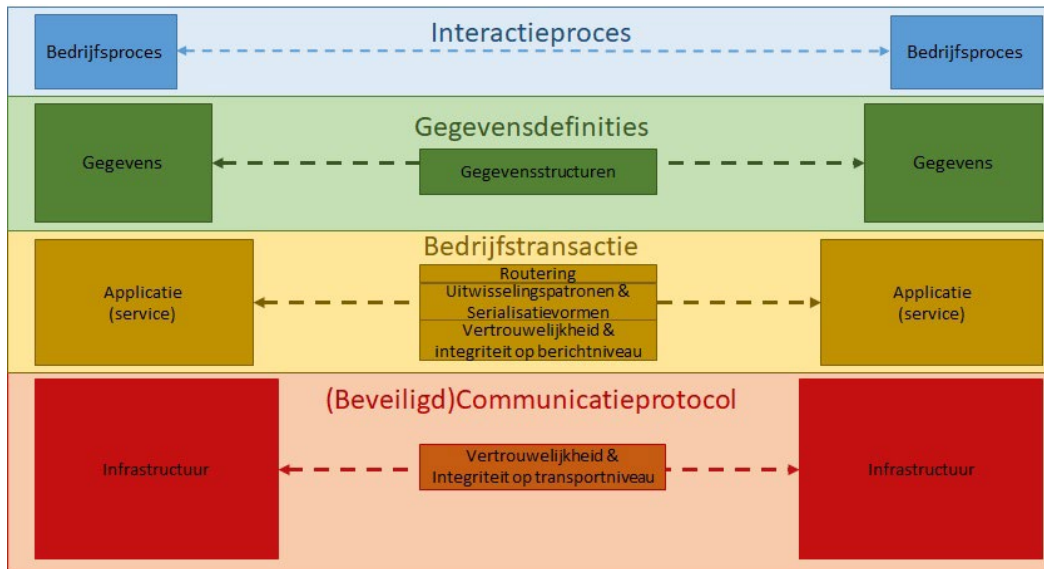 Interactieproces
Bedrijfsproces
Bedrijfsproces
Gegevensdefinities
Gegevens
Gegevensstructuren
Gegevens
Bedrijfstransactie
Applicatie
(service)
Routering
Uitwisselingspatronen &
Serialisatievormen
Vertrouwelijkheid &
integriteit op berichtniveau
Applicatie
(service)
(Beveiligd)Communicatieprotocol
Infrastructuur
Vertrouwelijkheid &
Integriteit op transportniveau
Infrastructuur